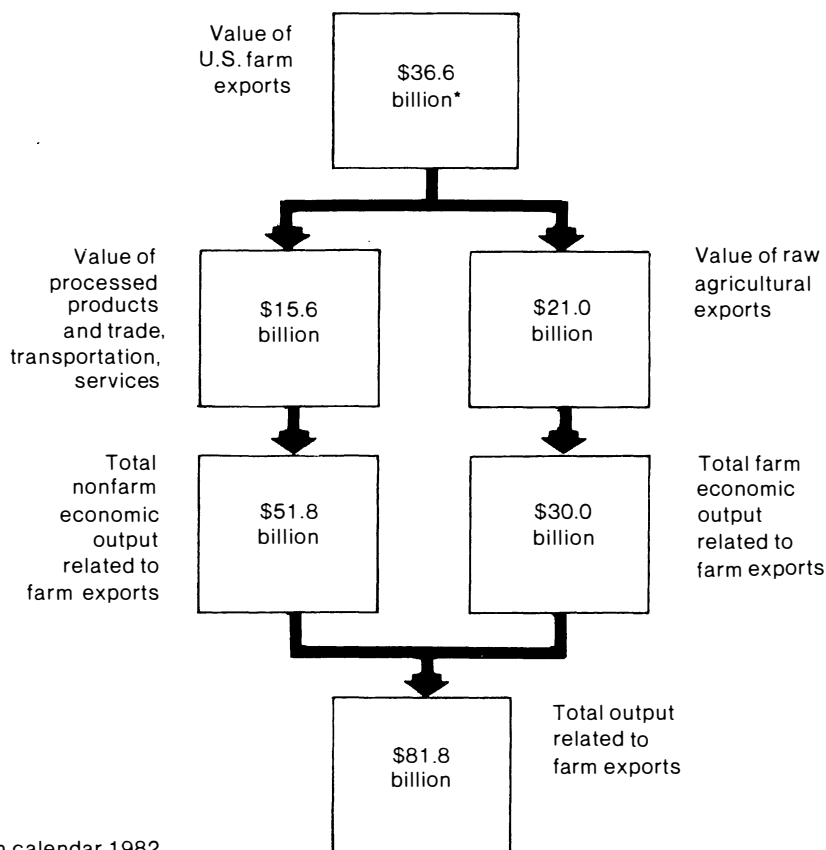 Value of
U.S. farm
exports
$36.6
billion*
Value of
processed
products
and trade,
transportation,
services
$15.6
billion
$21.0
billion
Value of raw
agricultural
exports
Total
nonfarm
economic
output
related to
farm exports
$51.8
billion
$30.0
billion
Total farm
economic
output
related to
farm exports
$81.8
billion
Total output
related to
farm exports
calendar 1982